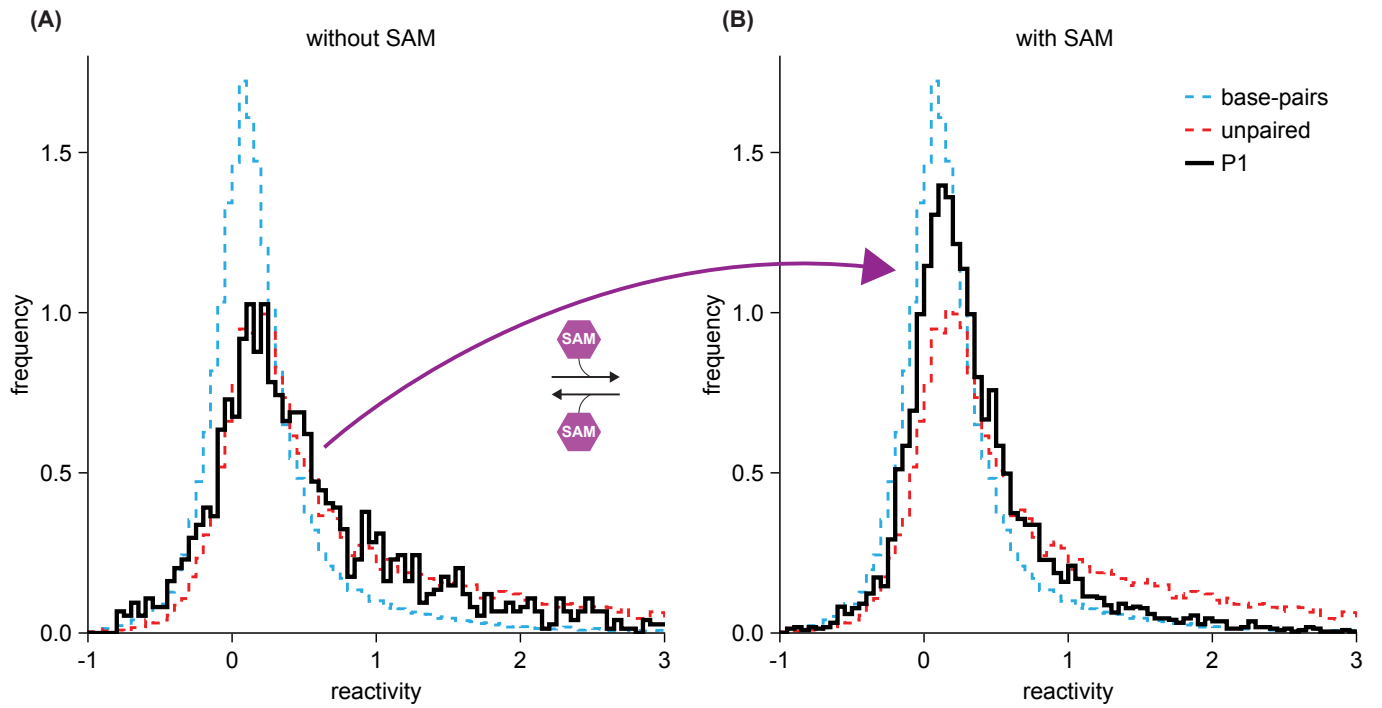 (A)
without SAM
frequency
1.5
1.0
0.5
0.0
-1
0
1
2
3
reactivity
SAM
SAM
(B)
with SAM
base-pairs
unpaired
P1
frequency
1.5
1.0
0.5
0.0
-1
0
1
2
3
reactivity